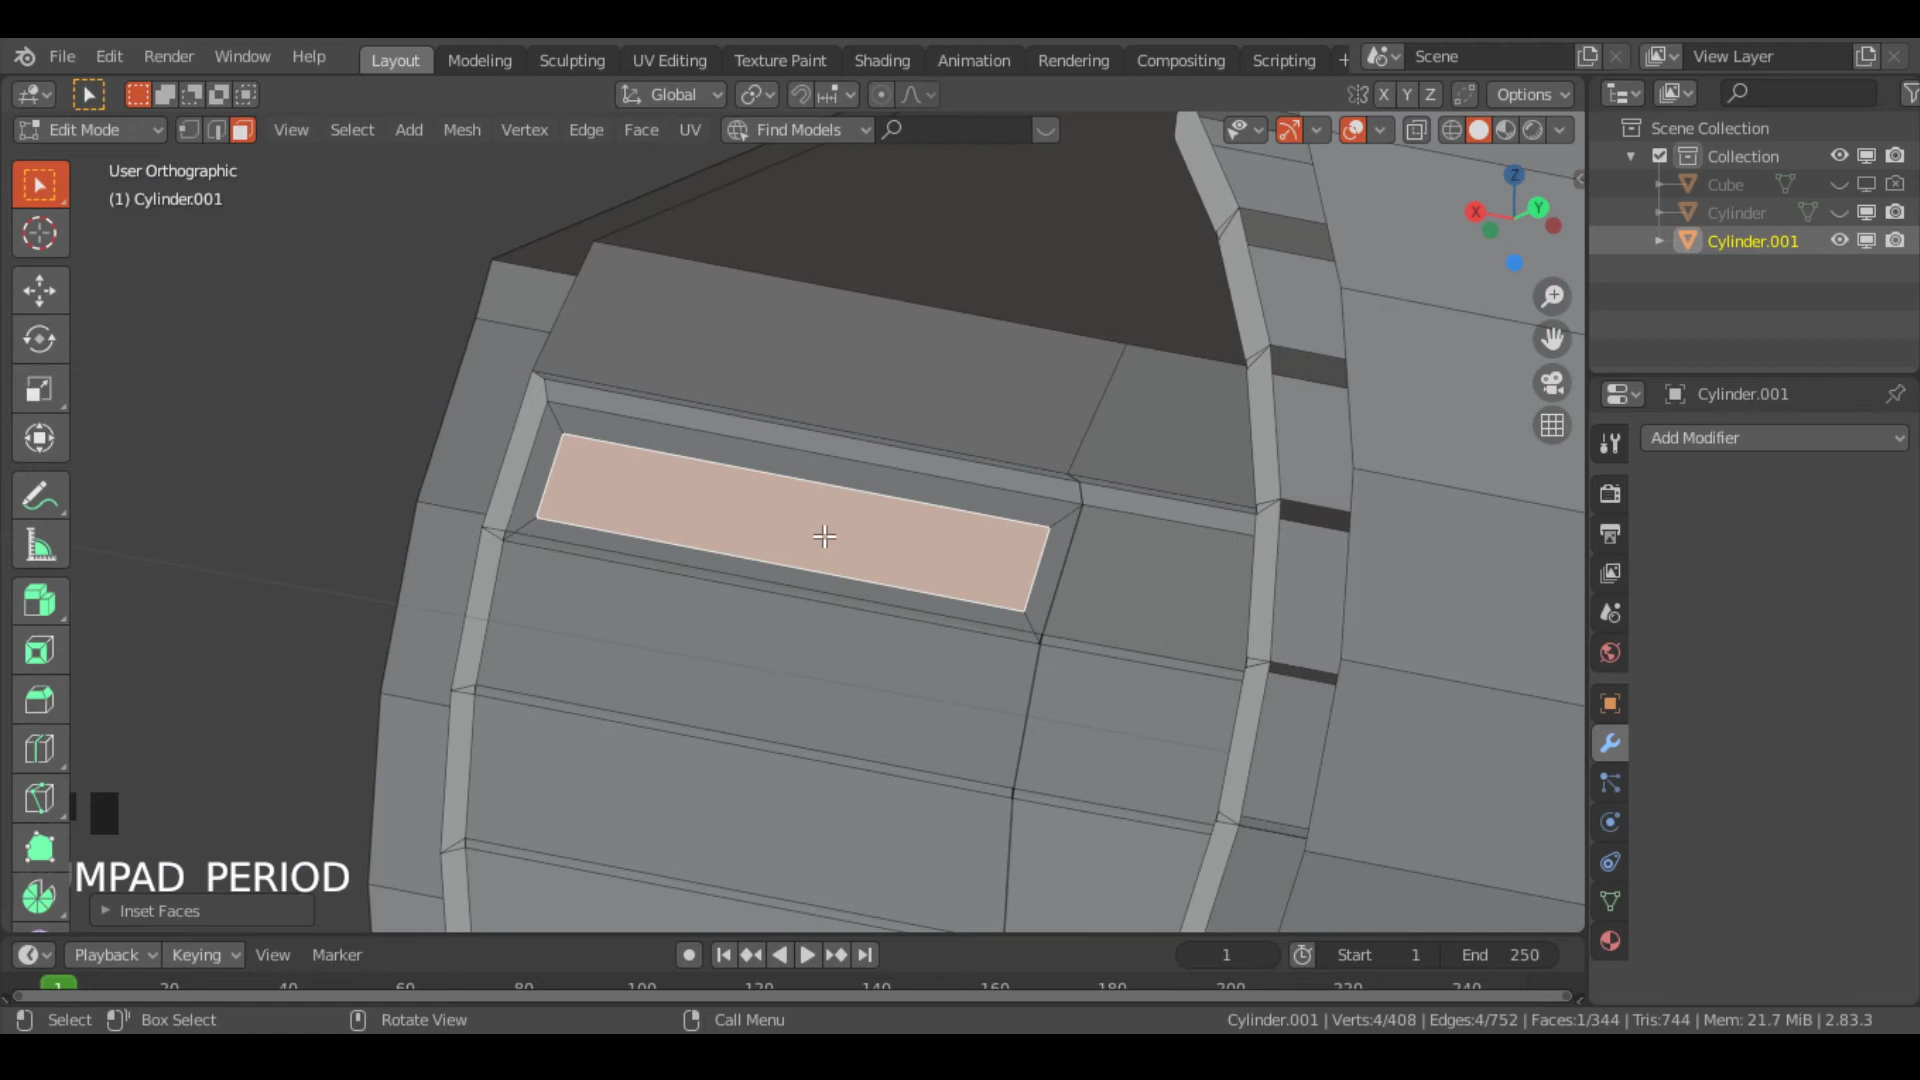 File Edit Render Window Help Layout Modeling Sculpting UV Editing Texture Paint Shading Animation Rendering Compositing Scripting + Scene View Layer
Global X Y Z Options
Edit Mode View Select Add Mesh Vertex Edge Face UV Find Models
User Orthographic
(1) Cylinder.001
Z
X
Y
Scene Collection
Collection
Cube
Cylinder
Cylinder.001
Cylinder.001
Add Modifier
MPAD PERIOD
Inset Faces
Playback Keying View Marker 1 Start 1 End 250
1 20 40 60 80 100 120 140 160 180 200 220 240
Select Box Select Rotate View Call Menu Cylinder.001 | Verts:4/408 | Edges:4/752 | Faces:1/344 | Tris:744 | Mem: 21.7 MiB | 2.83.3